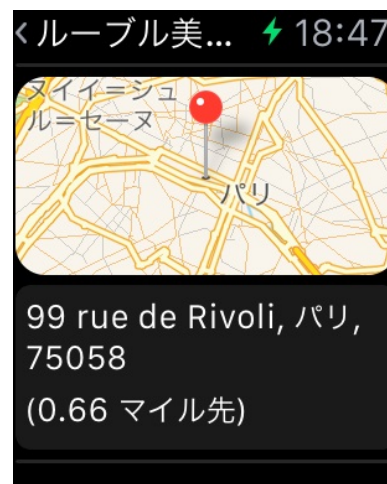 <ルーブル美... 18:47
ヌイイ=シュ
ル=セーヌ
パリ
99 rue de Rivoli, パリ,
75058
(0.66 マイル先)